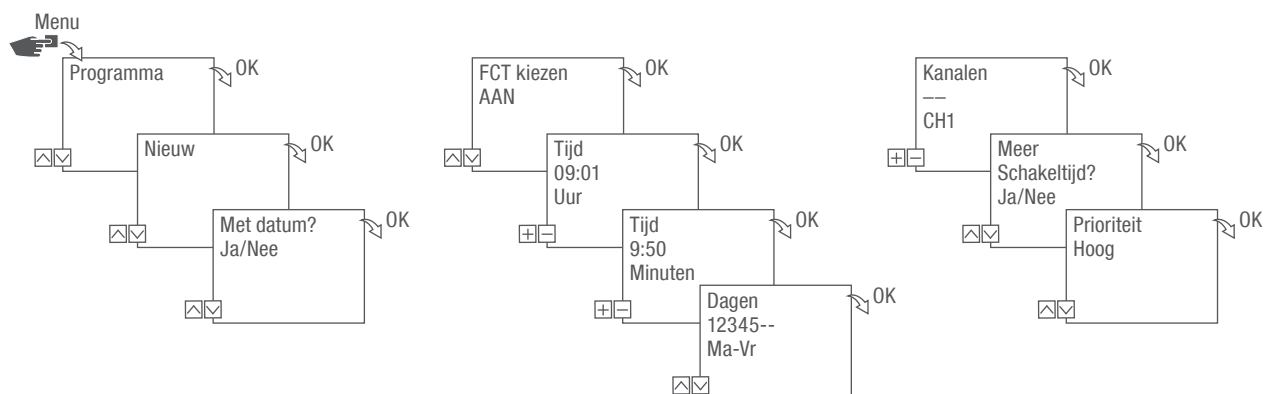 Menu
Programma
OK
Nieuw
OK
Met datum?
Ja/Nee
OK
FCT kiezen
AAN
OK
Tijd
09:01
Uur
OK
Tijd
9:50
Minuten
OK
Dagen
12345--
Ma-Vr
OK
Kanalen
––
CH1
OK
Meer
Schakeltijd?
Ja/Nee
OK
Prioriteit
Hoog
OK